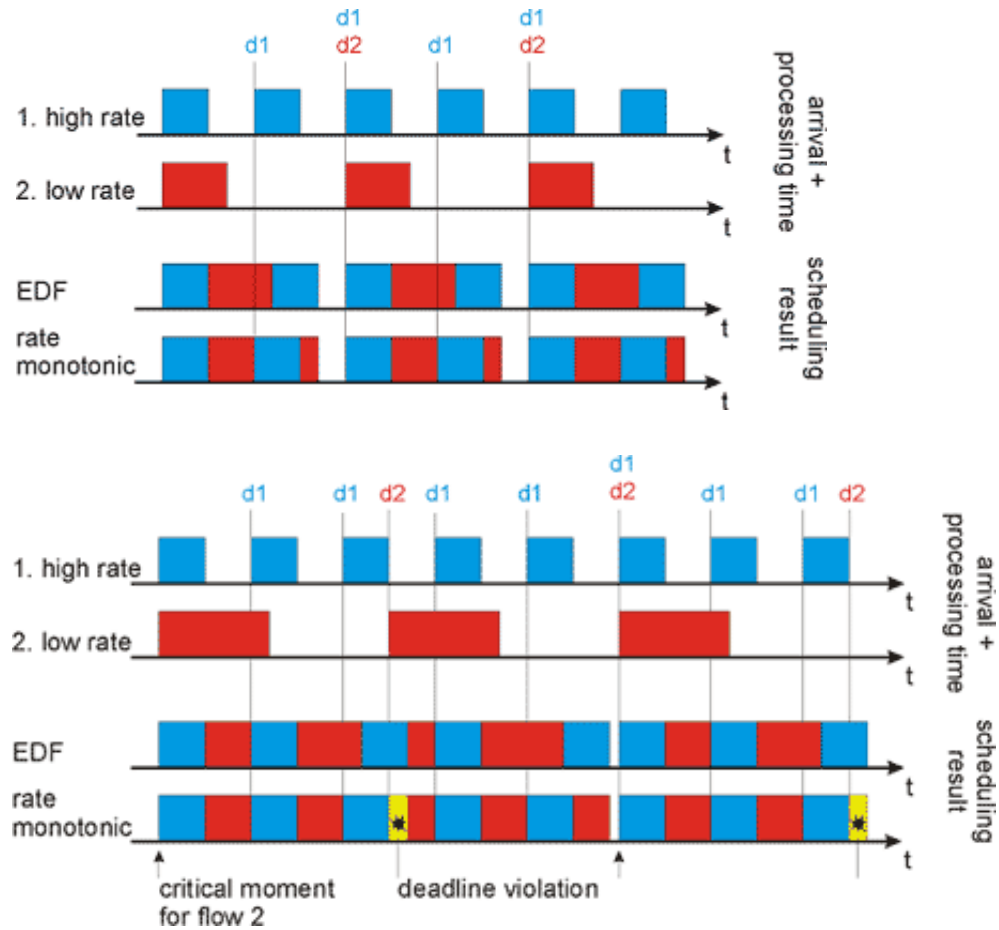 d1
d1
d1
d2
d1
d1
d2
1. high rate
t
2. low rate
t
arrival +
processing time
EDF
t
rate
monotonic
t
scheduling
result
d1
d1
d1
d2
d1
d1
d2
d1
d1
d2
1. high rate
t
2. low rate
t
arrival +
processing time
EDF
t
rate
monotonic
t
scheduling
result
critical moment
for flow 2
deadline violation